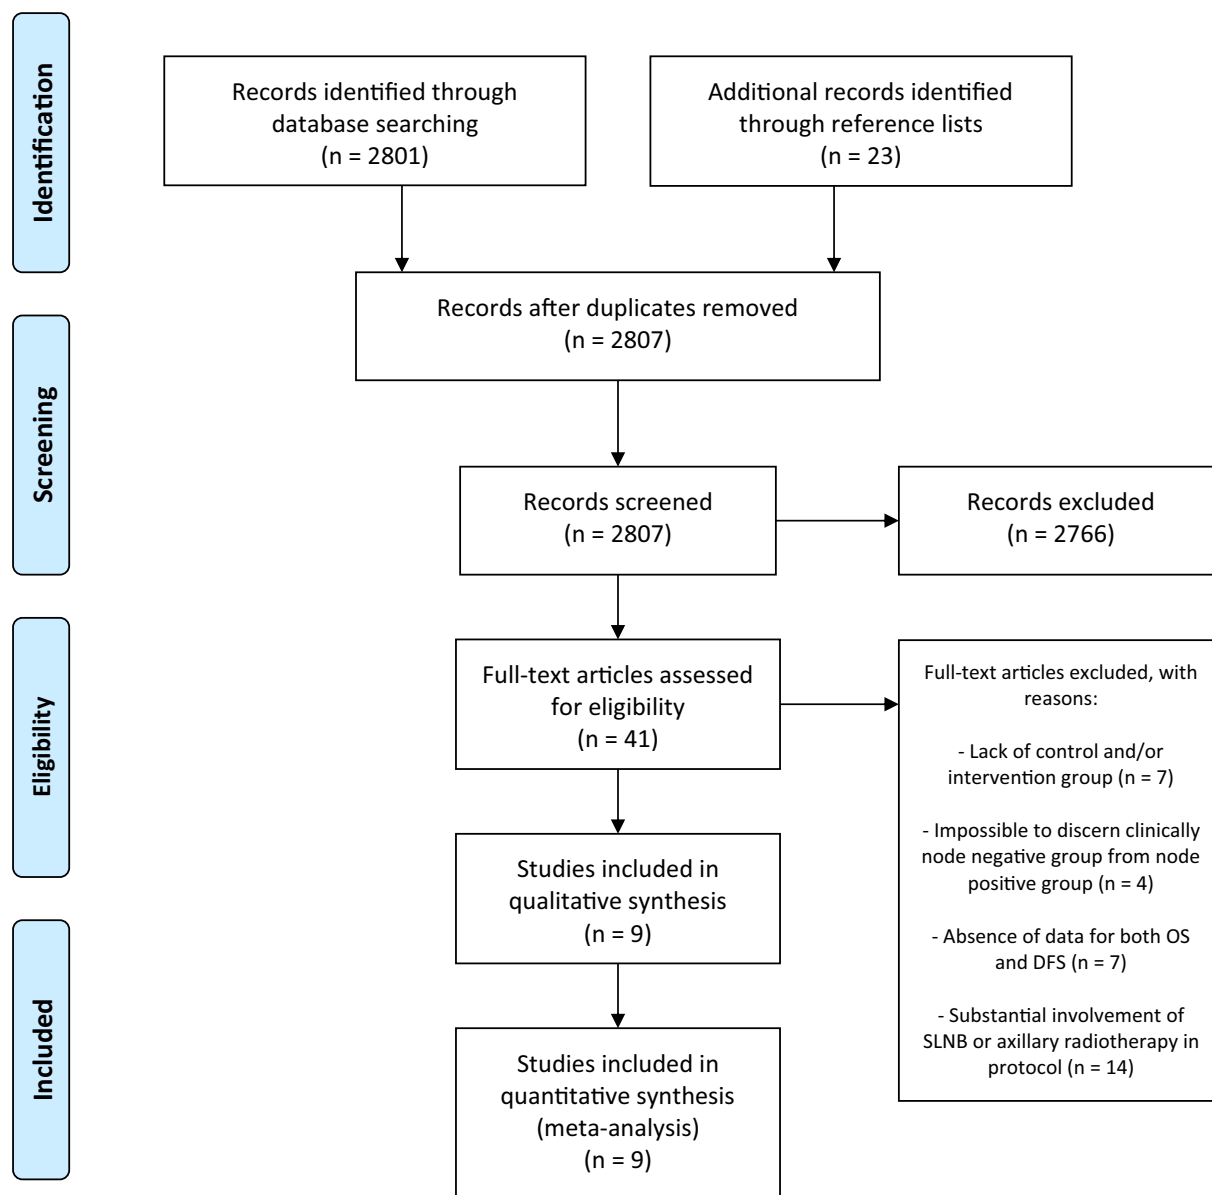 Identification
Records identified through
database searching
(n = 2801)
Additional records identified
through reference lists
(n = 23)
Records after duplicates removed
(n = 2807)
Screening
Records screened
(n = 2807)
Records excluded
(n = 2766)
Eligibility
Full-text articles assessed
for eligibility
(n = 41)
Full-text articles excluded, with
reasons:
- Lack of control and/or
intervention group (n = 7)
- Impossible to discern clinically
node negative group from node
positive group (n = 4)
- Absence of data for both OS
and DFS (n = 7)
- Substantial involvement of
SLNB or axillary radiotherapy in
protocol (n = 14)
Studies included in
qualitative synthesis
(n = 9)
Included
Studies included in
quantitative synthesis
(meta-analysis)
(n = 9)